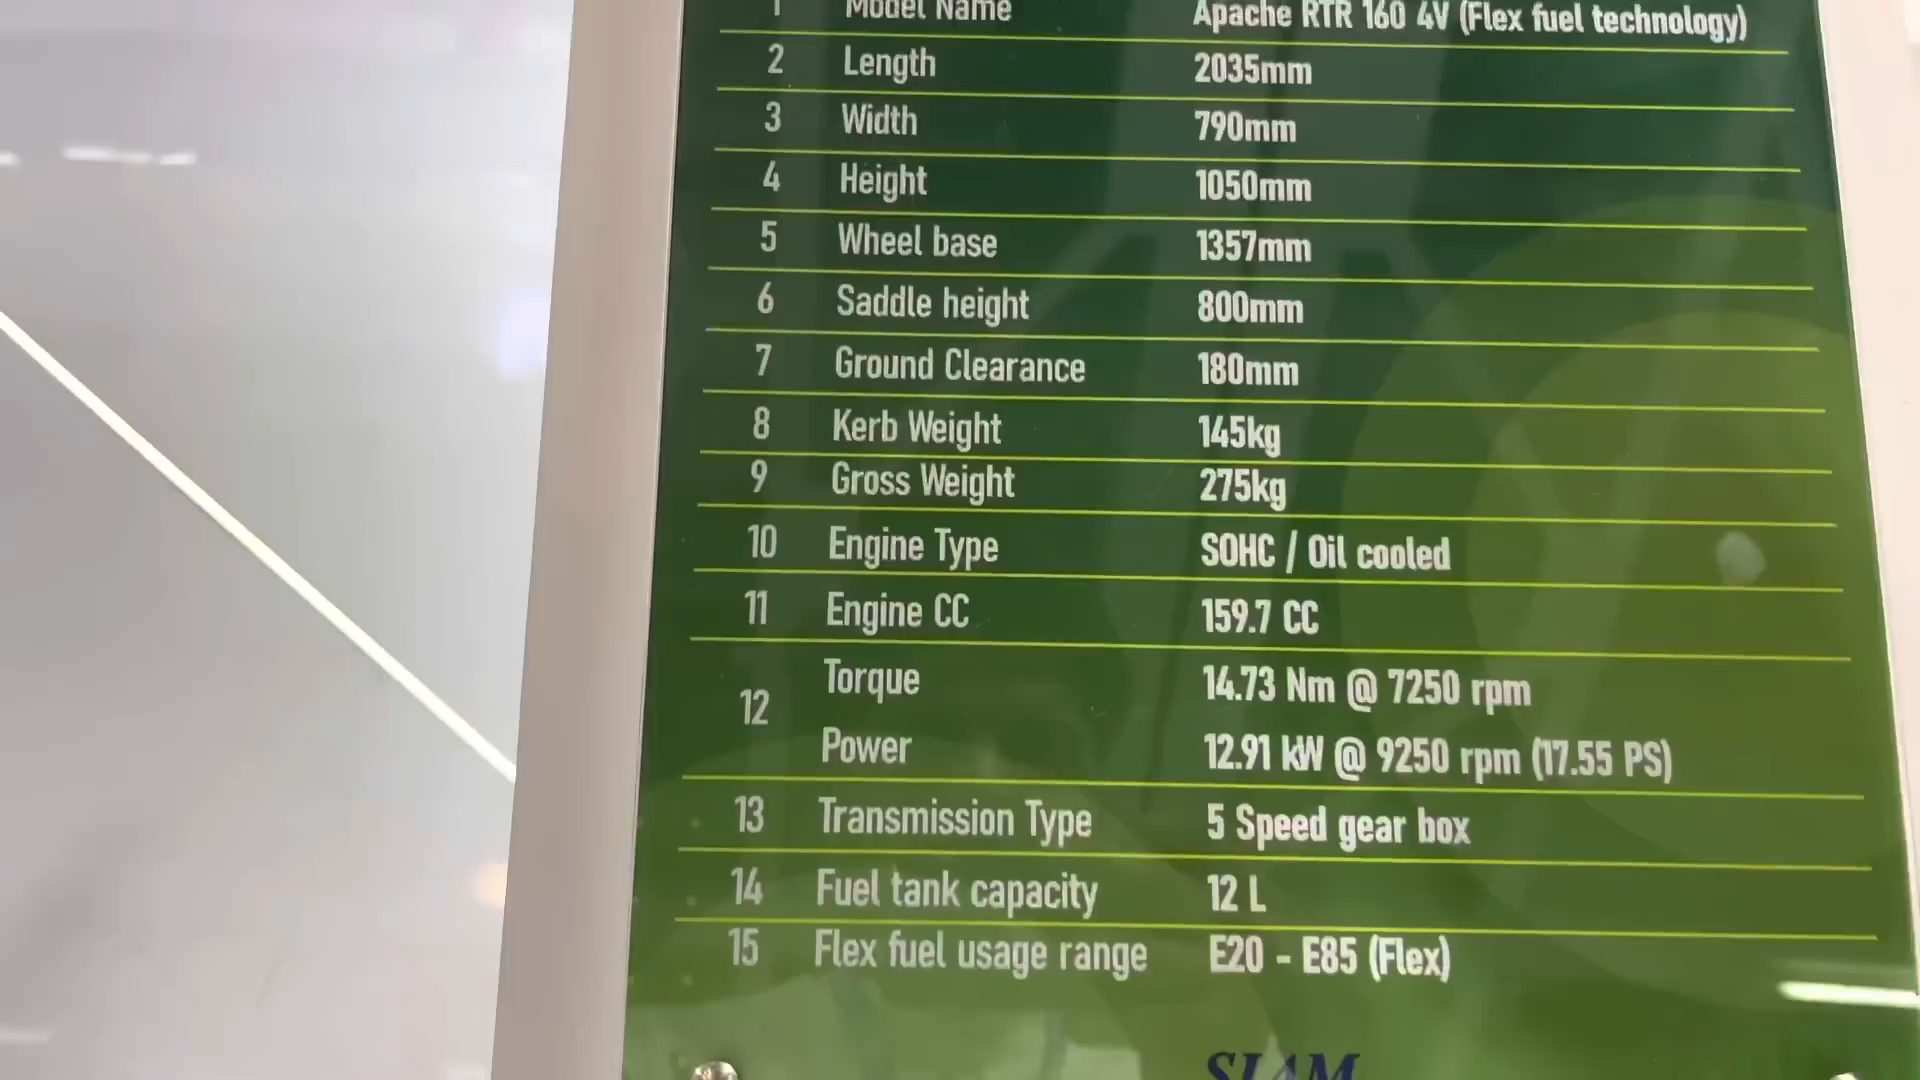 1 Model Name Apache RTR 160 4V (Flex fuel technology)
2 Length 2035mm
3 Width 790mm
4 Height 1050mm
5 Wheel base 1357mm
6 Saddle height 800mm
7 Ground Clearance 180mm
8 Kerb Weight 145kg
9 Gross Weight 275kg
10 Engine Type SOHC / Oil cooled
11 Engine CC 159.7 CC
12 Torque 14.73 Nm @ 7250 rpm
Power 12.91 kW @ 9250 rpm (17.55 PS)
13 Transmission Type 5 Speed gear box
14 Fuel tank capacity 12 L
15 Flex fuel usage range E20 - E85 (Flex)
SIAM